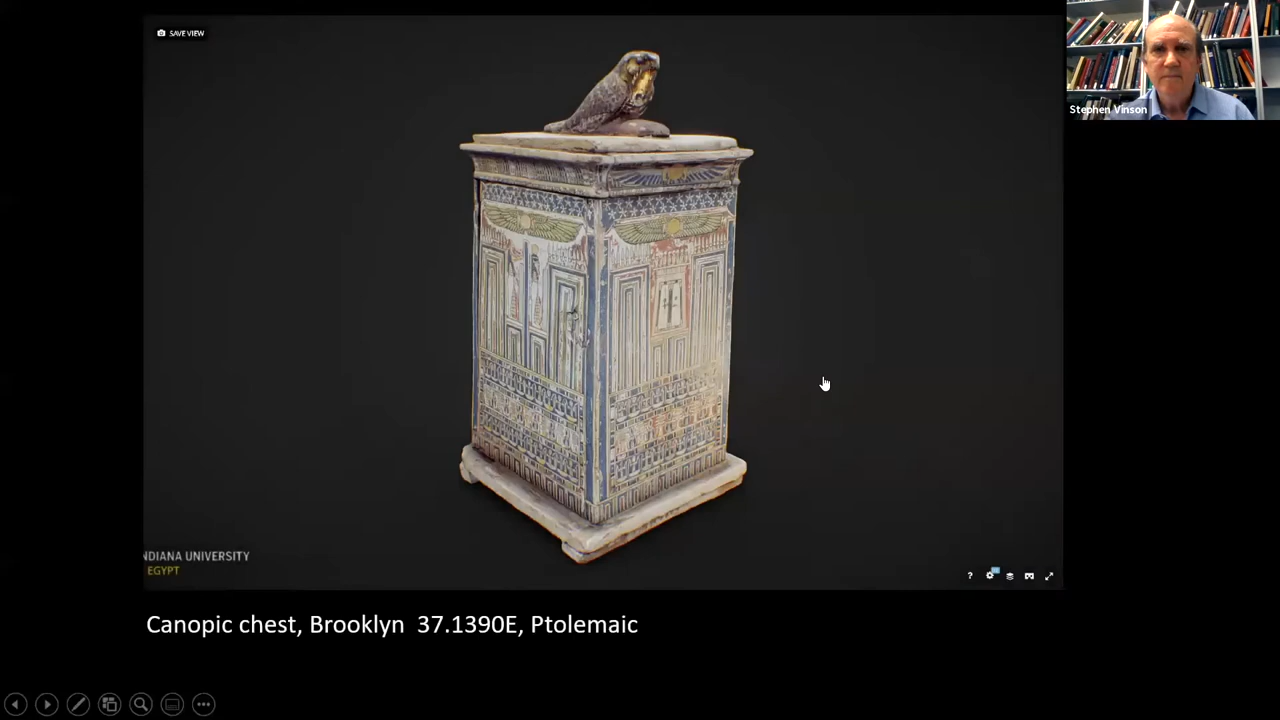 SAVE VIEW
Stephen Vinson
NDIANA UNIVERSITY
EGYPT
?
Canopic chest, Brooklyn 37.1390E, Ptolemaic